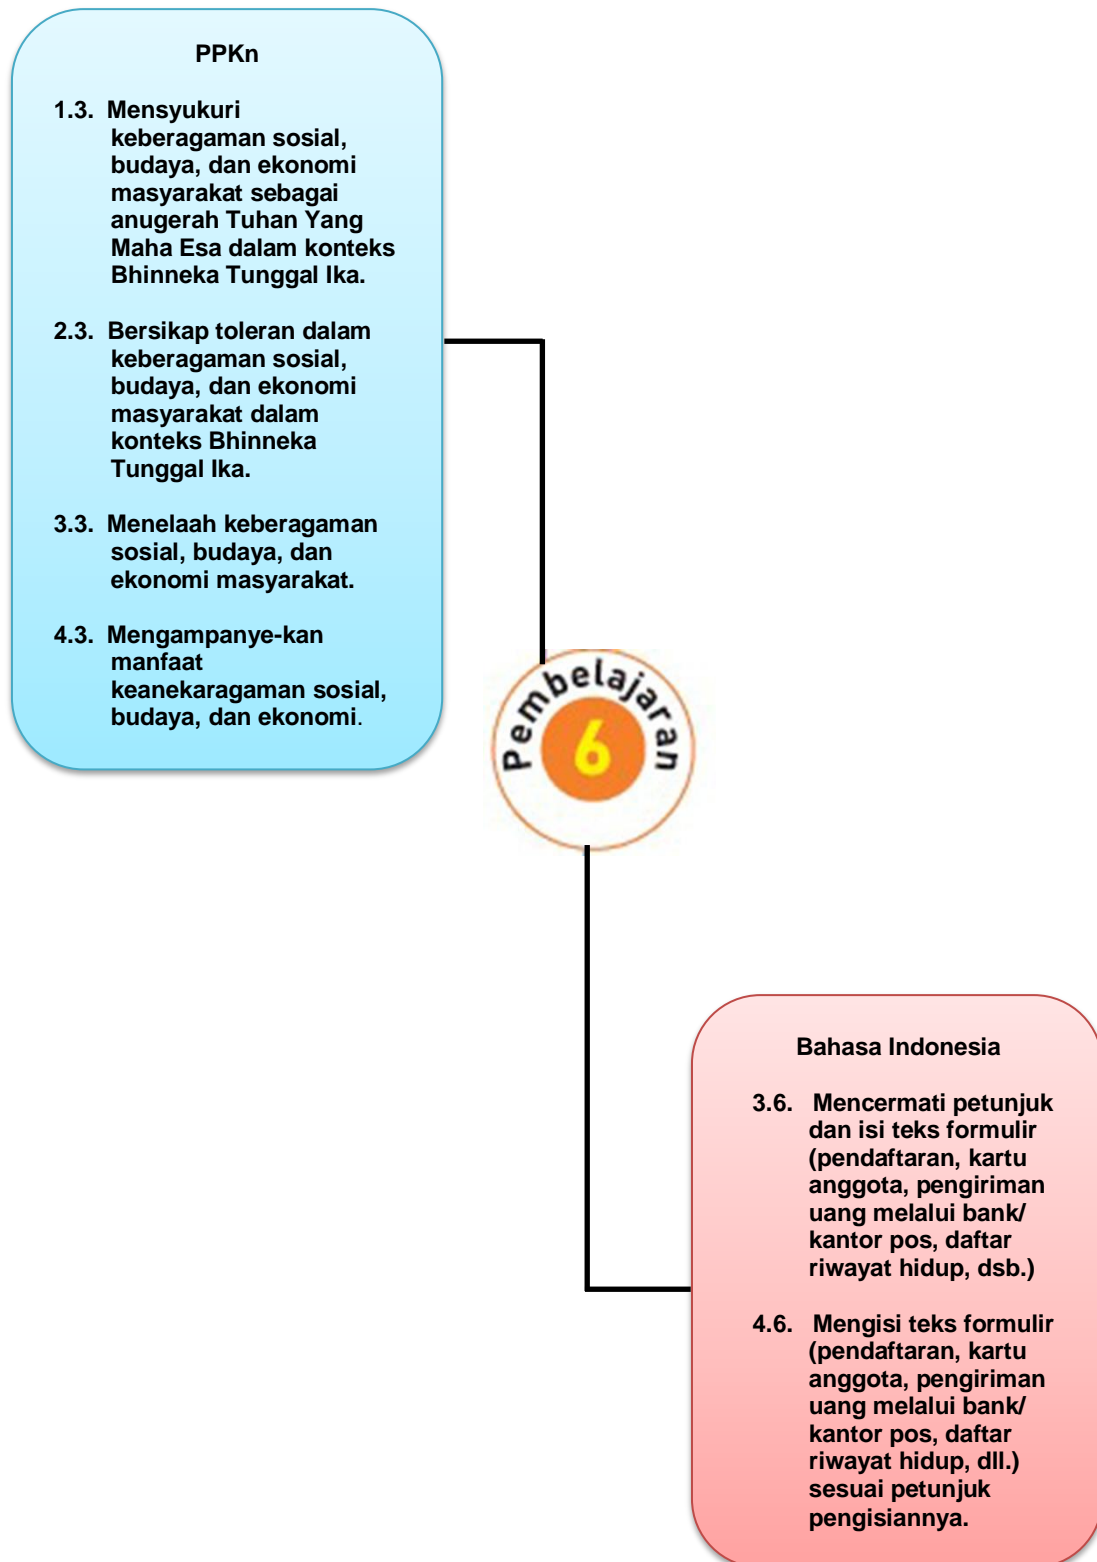 PPKn
1.3. Mensyukuri
keberagaman sosial,
budaya, dan ekonomi
masyarakat sebagai
anugerah Tuhan Yang
Maha Esa dalam konteks
Bhinneka Tunggal Ika.
2.3. Bersikap toleran dalam
keberagaman sosial,
budaya, dan ekonomi
masyarakat dalam
konteks Bhinneka
Tunggal Ika.
3.3. Menelaah keberagaman
sosial, budaya, dan
ekonomi masyarakat.
4.3. Mengampanye-kan
manfaat
keanekaragaman sosial,
budaya, dan ekonomi.
Pembelajaran
6
Bahasa Indonesia
3.6. Mencermati petunjuk
dan isi teks formulir
(pendaftaran, kartu
anggota, pengiriman
uang melalui bank/
kantor pos, daftar
riwayat hidup, dsb.)
4.6. Mengisi teks formulir
(pendaftaran, kartu
anggota, pengiriman
uang melalui bank/
kantor pos, daftar
riwayat hidup, dll.)
sesuai petunjuk
pengisiannya.